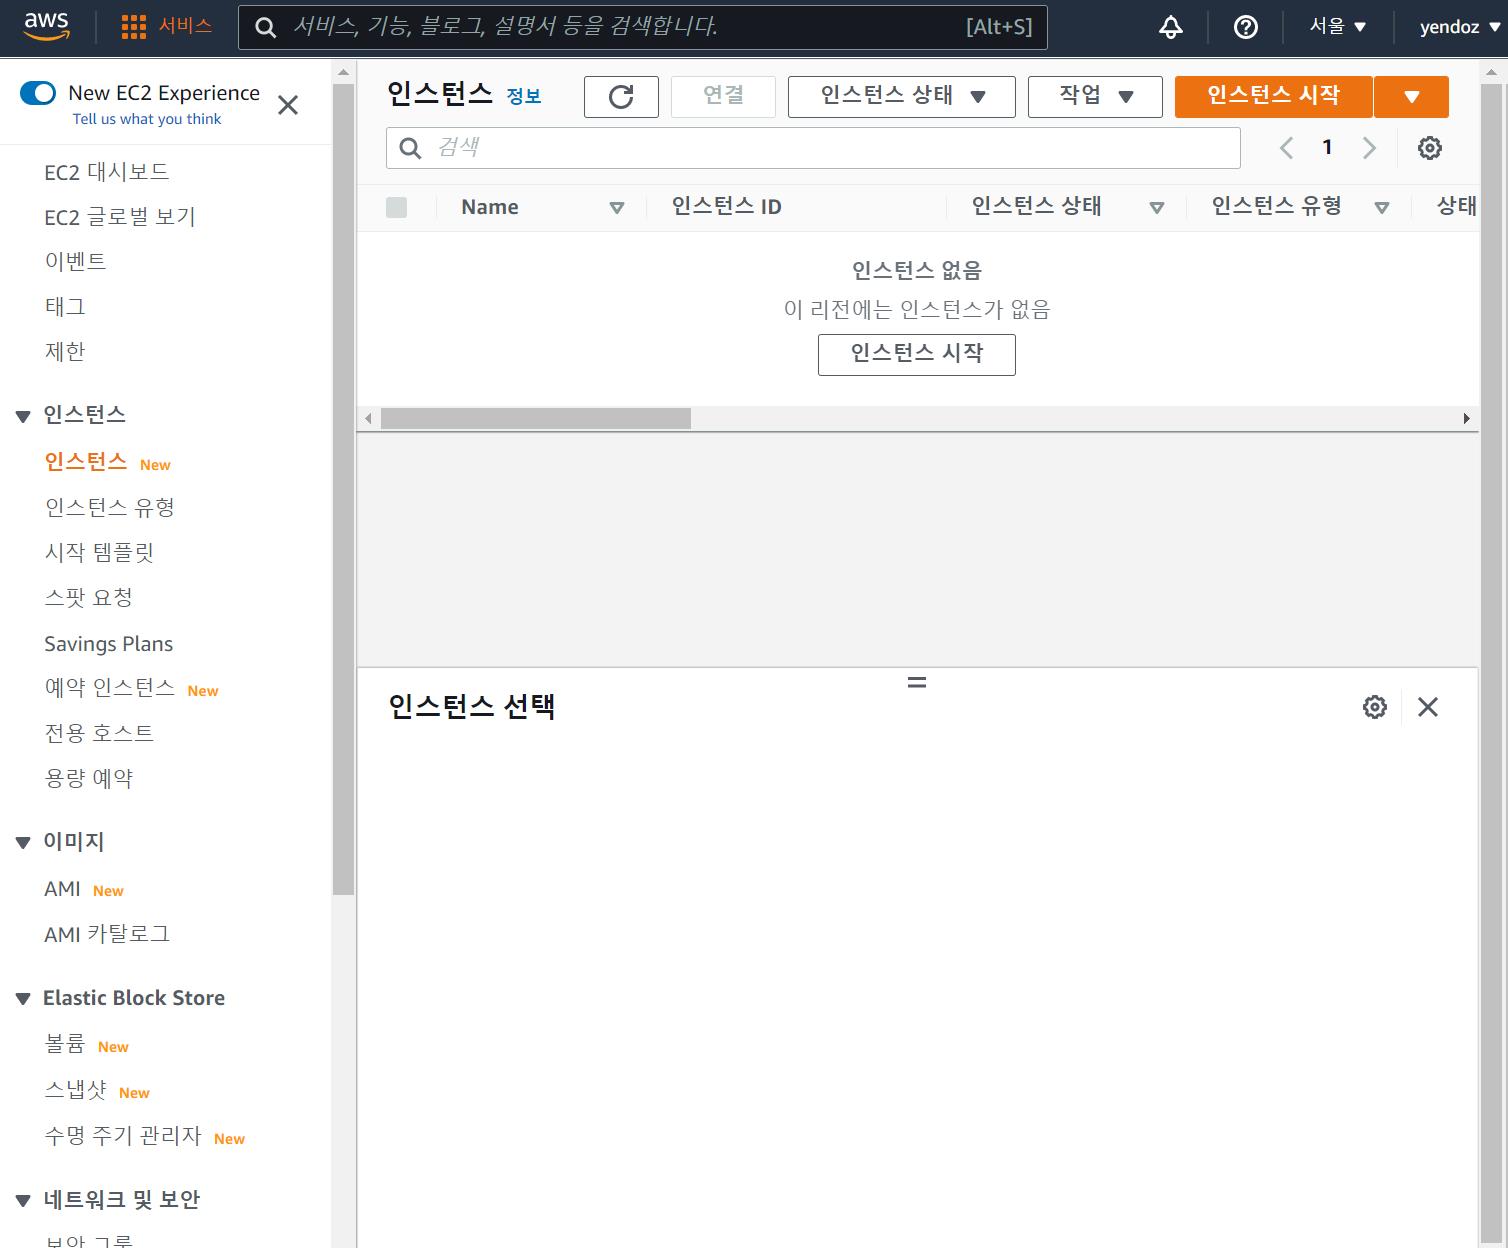 aws
서비스
서비스, 기능, 블로그, 설명서 등을 검색합니다.
[Alt+S]
서울
yendoz
New EC2 Experience
Tell us what you think
EC2 대시보드
EC2 글로벌 보기
이벤트
태그
제한
인스턴스
인스턴스 New
인스턴스 유형
시작 템플릿
스팟 요청
Savings Plans
예약 인스턴스 New
전용 호스트
용량 예약
이미지
AMI New
AMI 카탈로그
Elastic Block Store
볼륨 New
스냅샷 New
수명 주기 관리자 New
네트워크 및 보안
보안 그룹
인스턴스 정보
연결
인스턴스 상태
작업
인스턴스 시작
검색
1
Name
인스턴스 ID
인스턴스 상태
인스턴스 유형
상태
인스턴스 없음
이 리전에는 인스턴스가 없음
인스턴스 시작
인스턴스 선택